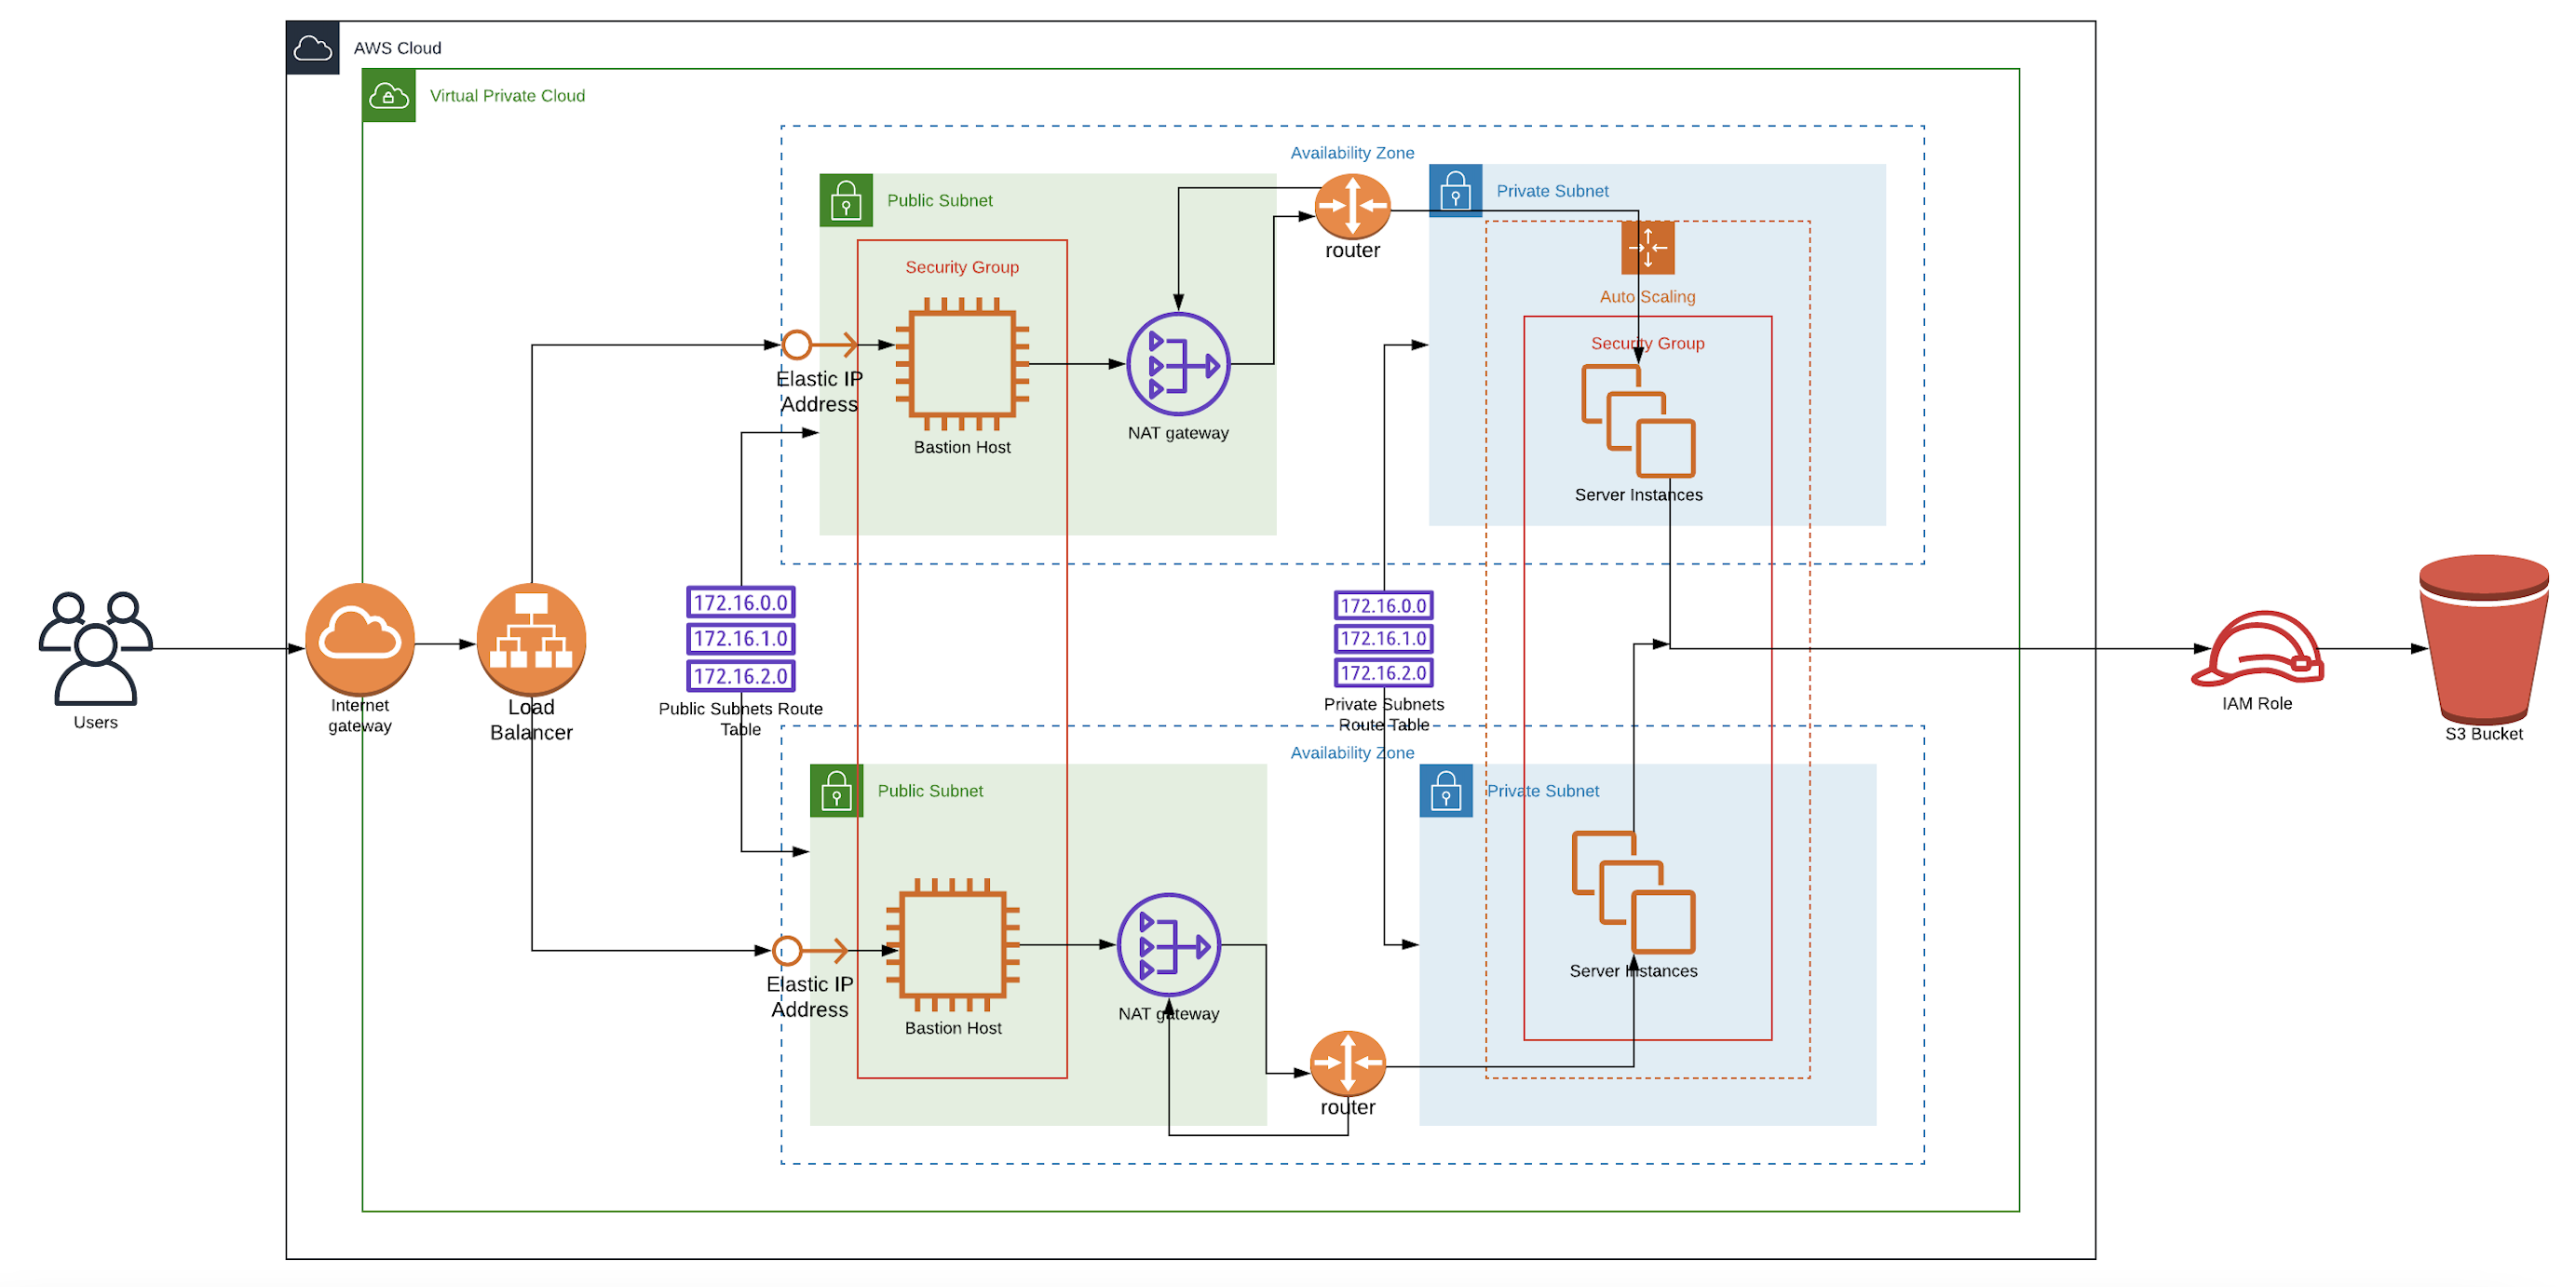 AWS Cloud
Virtual Private Cloud
Availability Zone
Public Subnet
Private Subnet
router
Security Group
Auto Scaling
Security Group
Elastic IP
Address
Bastion Host
NAT gateway
Server Instances
172.16.0.0
172.16.1.0
172.16.2.0
Public Subnets Route
Table
172.16.0.0
172.16.1.0
172.16.2.0
Private Subnets
Route Table
Users
Internet
gateway
Load
Balancer
IAM Role
S3 Bucket
Availability Zone
Public Subnet
Private Subnet
Elastic IP
Address
Bastion Host
NAT gateway
Server Instances
router